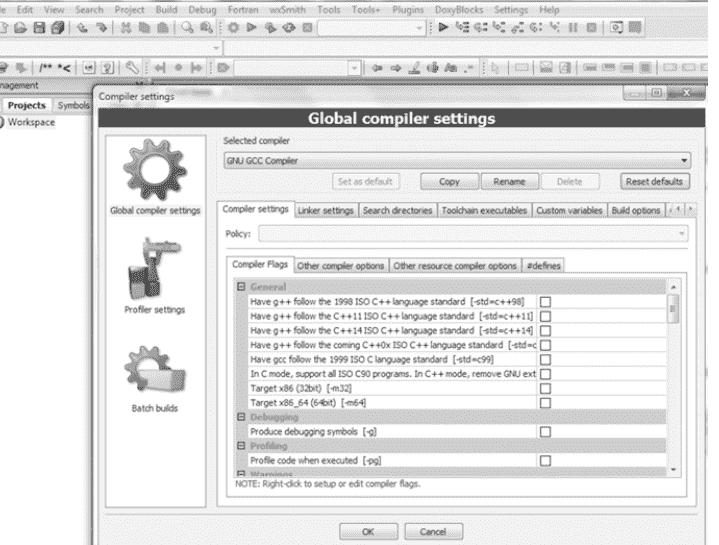 Edit View Search Project Build Debug Fortran wxSmith Tools Tools+ Plugins DoxyBlocks Settings Help
/** *<
nagement
Projects Symbols
Workspace
Compiler settings
Global compiler settings
Global compiler settings
Profiler settings
Batch builds
Selected compiler
GNU GCC Compiler
Set as default Copy Rename Delete Reset defaults
Compiler settings Linker settings Search directories Toolchain executables Custom variables Build options
Policy:
Compiler Flags Other compiler options Other resource compiler options #defines
General
Have g++ follow the 1998 ISO C++ language standard [-std=c++98]
Have g++ follow the C++11 ISO C++ language standard [-std=c++11]
Have g++ follow the C++14 ISO C++ language standard [-std=c++14]
Have g++ follow the coming C++0x ISO C++ language standard [-std=c
Have gcc follow the 1999 ISO C language standard [-std=c99]
In C mode, support all ISO C90 programs. In C++ mode, remove GNU ext
Target x86 (32bit) [-m32]
Target x86_64 (64bit) [-m64]
Debugging
Produce debugging symbols [-g]
Profiling
Profile code when executed [-pg]
Warnings
NOTE: Right-click to setup or edit compiler flags.
OK Cancel